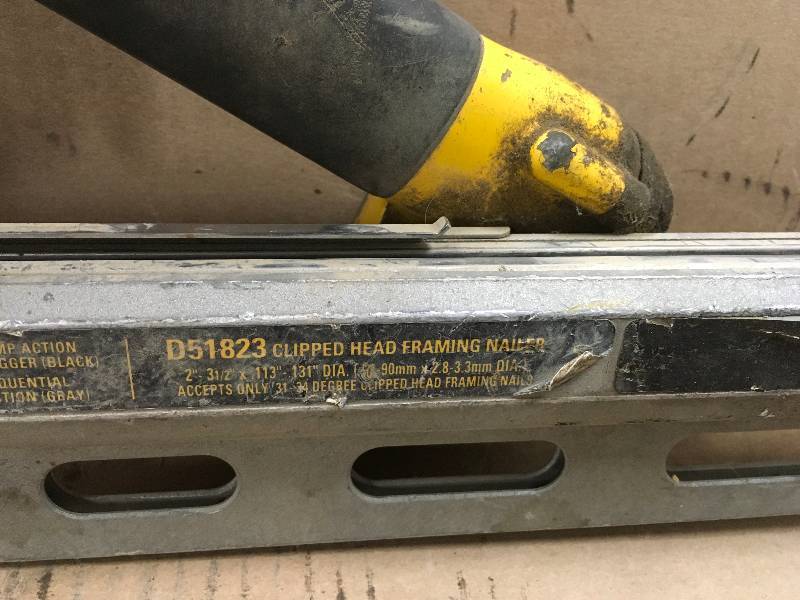 MP ACTION
GGER (BLACK)
QUENTIAL
CTION (GRAY)
D51823 CLIPPED HEAD FRAMING NAILER
2" 3 1/2" x .113" .131" DIA. 90mm x 2.8-3.3mm DIA.
ACCEPTS ONLY 31 34 DEGREE CLIPPED HEAD FRAMING NAILS